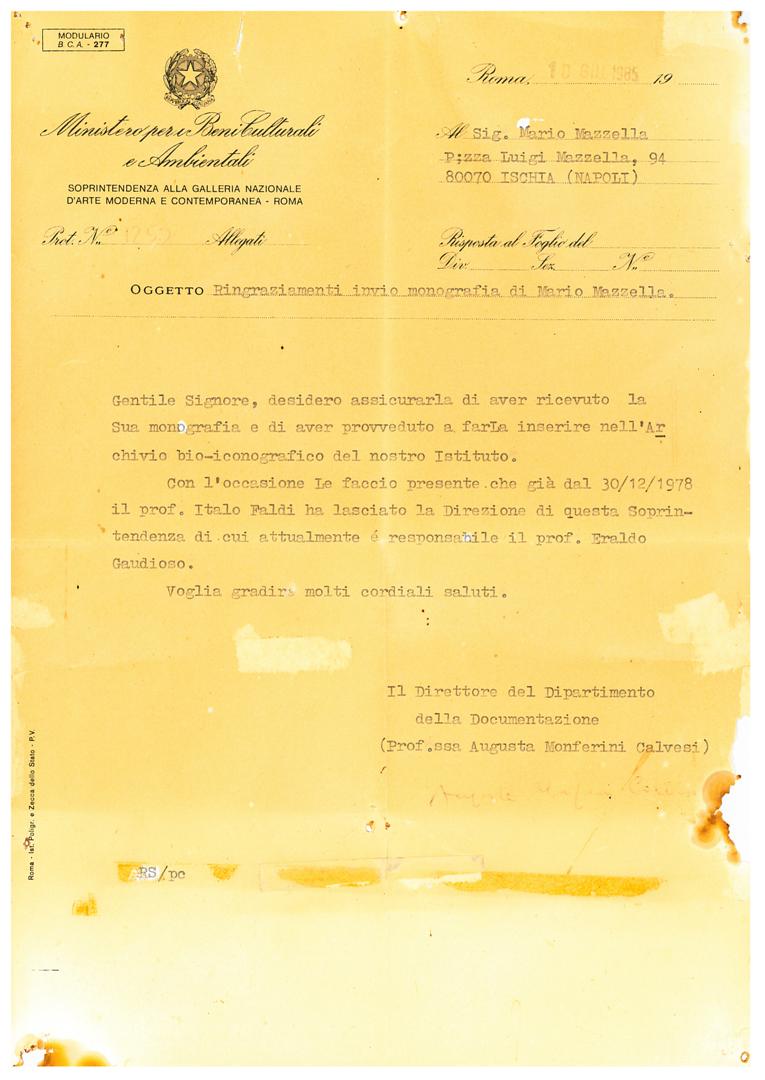 MODULARIO
B.C.A. - 277
Roma, 10 GIU. 1985 19
Ministero per i Beni Culturali
e Ambientali
SOPRINTENDENZA ALLA GALLERIA NAZIONALE
D'ARTE MODERNA E CONTEMPORANEA - ROMA
Al Sig. Mario Mazzella
P;zza Luigi Mazzella, 94
80070 ISCHIA (NAPOLI)
Prot. N.° Allegati
Risposta al Foglio del
Div. Sez. N.°
OGGETTO Ringraziamenti invio monografia di Mario Mazzella.
Gentile Signore, desidero assicurarla di aver ricevuto la
Sua monografia e di aver provveduto a farLa inserire nell'Ar
chivio bio-iconografico del nostro Istituto.
Con l'occasione Le faccio presente che già dal 30/12/1978
il prof. Italo Faldi ha lasciato la Direzione di questa Soprin-
tendenza di cui attualmente é responsabile il prof. Eraldo
Gaudioso.
Voglia gradire molti cordiali saluti.
Il Direttore del Dipartimento
della Documentazione
(Prof.ssa Augusta Monferini Calvesi)
RS/pc
Roma - Ist. Poligr. e Zecca dello Stato - P.V.